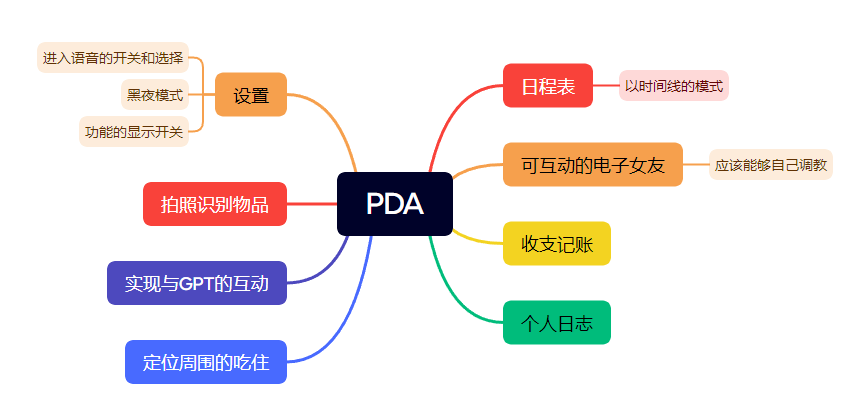 进入语音的开关和选择
黑夜模式
功能的显示开关
设置
拍照识别物品
实现与GPT的互动
定位周围的吃住
PDA
日程表
以时间线的模式
可互动的电子女友
应该能够自己调教
收支记账
个人日志